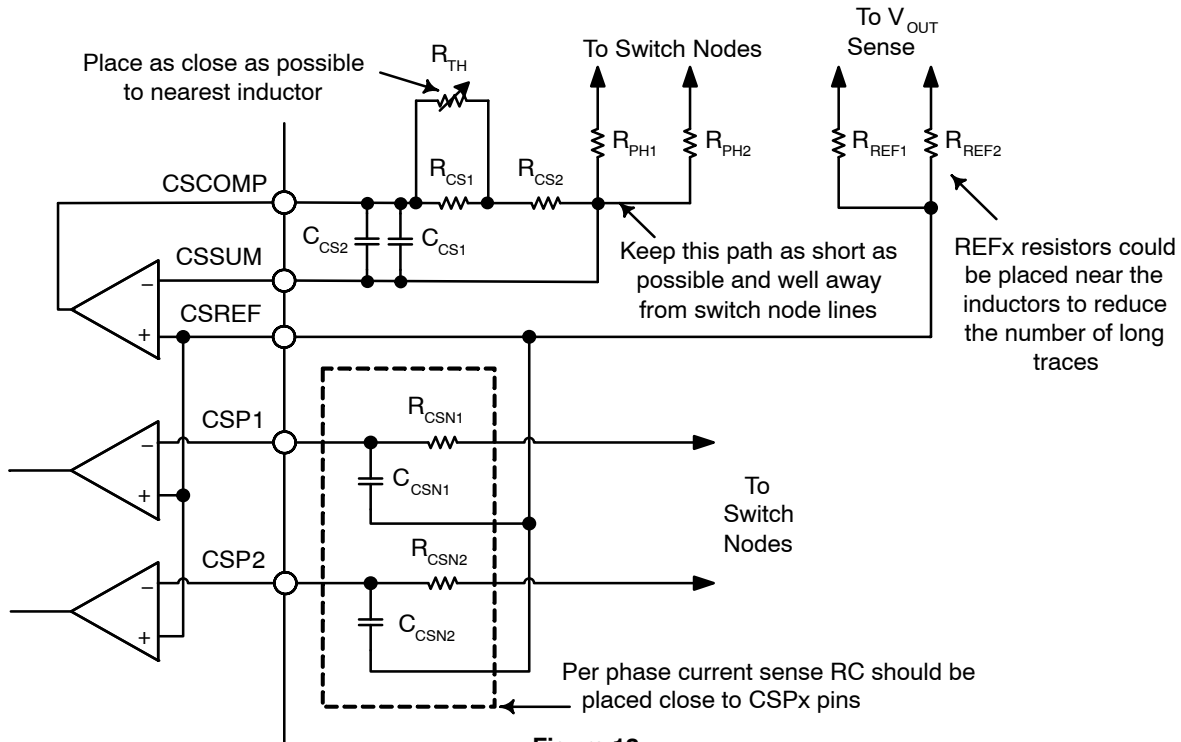 To V_OUT
Sense
To Switch Nodes
Place as close as possible
to nearest inductor
R_TH
R_PH1
R_PH2
R_REF1
R_REF2
CSCOMP
R_CS1
R_CS2
C_CS2
C_CS1
CSSUM
Keep this path as short as
possible and well away
from switch node lines
REFx resistors could
be placed near the
inductors to reduce
the number of long
traces
−
CSREF
+
CSP1
R_CSN1
−
C_CSN1
+
To
Switch
Nodes
CSP2
R_CSN2
−
C_CSN2
+
Per phase current sense RC should be
placed close to CSPx pins